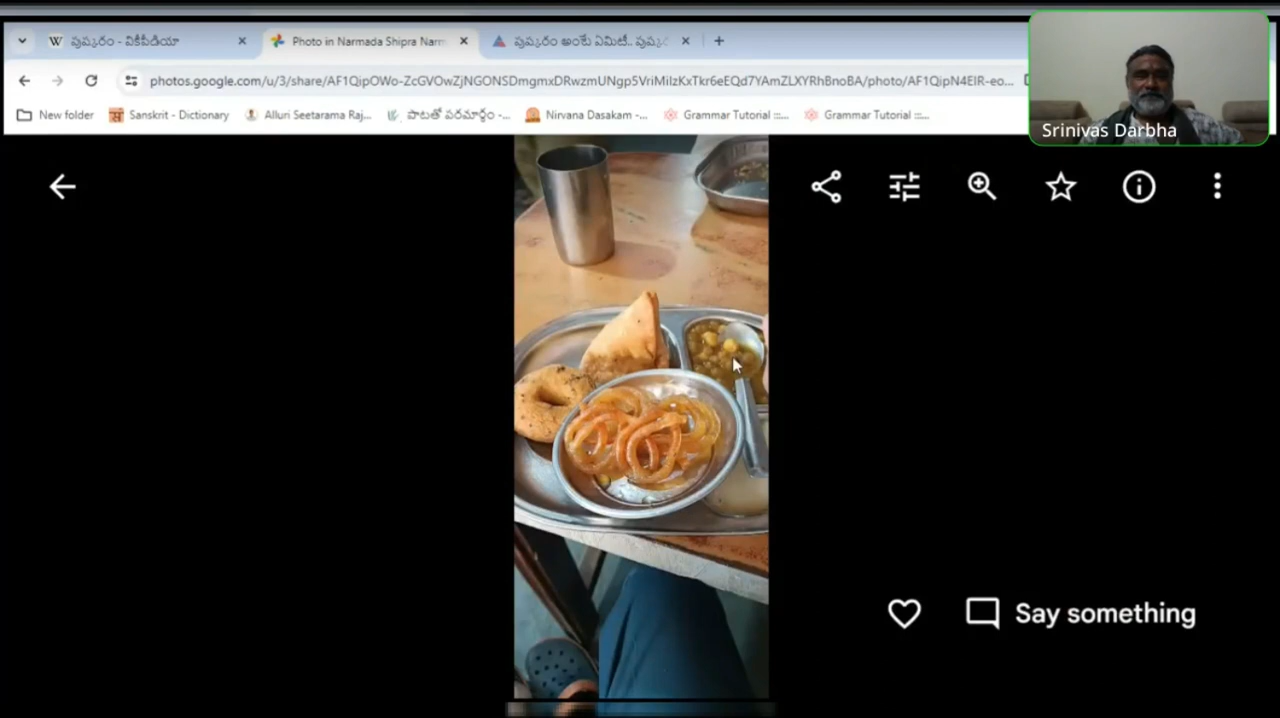 పుష్కరం - వికీపీడియా
Photo in Narmada Shipra Narm
పుష్కరం అంటే ఏమిటి.. పుష్క
photos.google.com/u/3/share/AF1QipOWo-ZcGVOwZjNGONSDmgmxDRwzmUNgp5VriMiIzKxTkr6eEQd7YAmZLXYRhBnoBA/photo/AF1QipN4EIR-eo...
New folder
Sanskrit - Dictionary
Alluri Seetarama Raj...
పాటతో పరమార్థం -...
Nirvana Dasakam -...
Grammar Tutorial ::...
Grammar Tutorial ::...
Srinivas Darbha
Say something